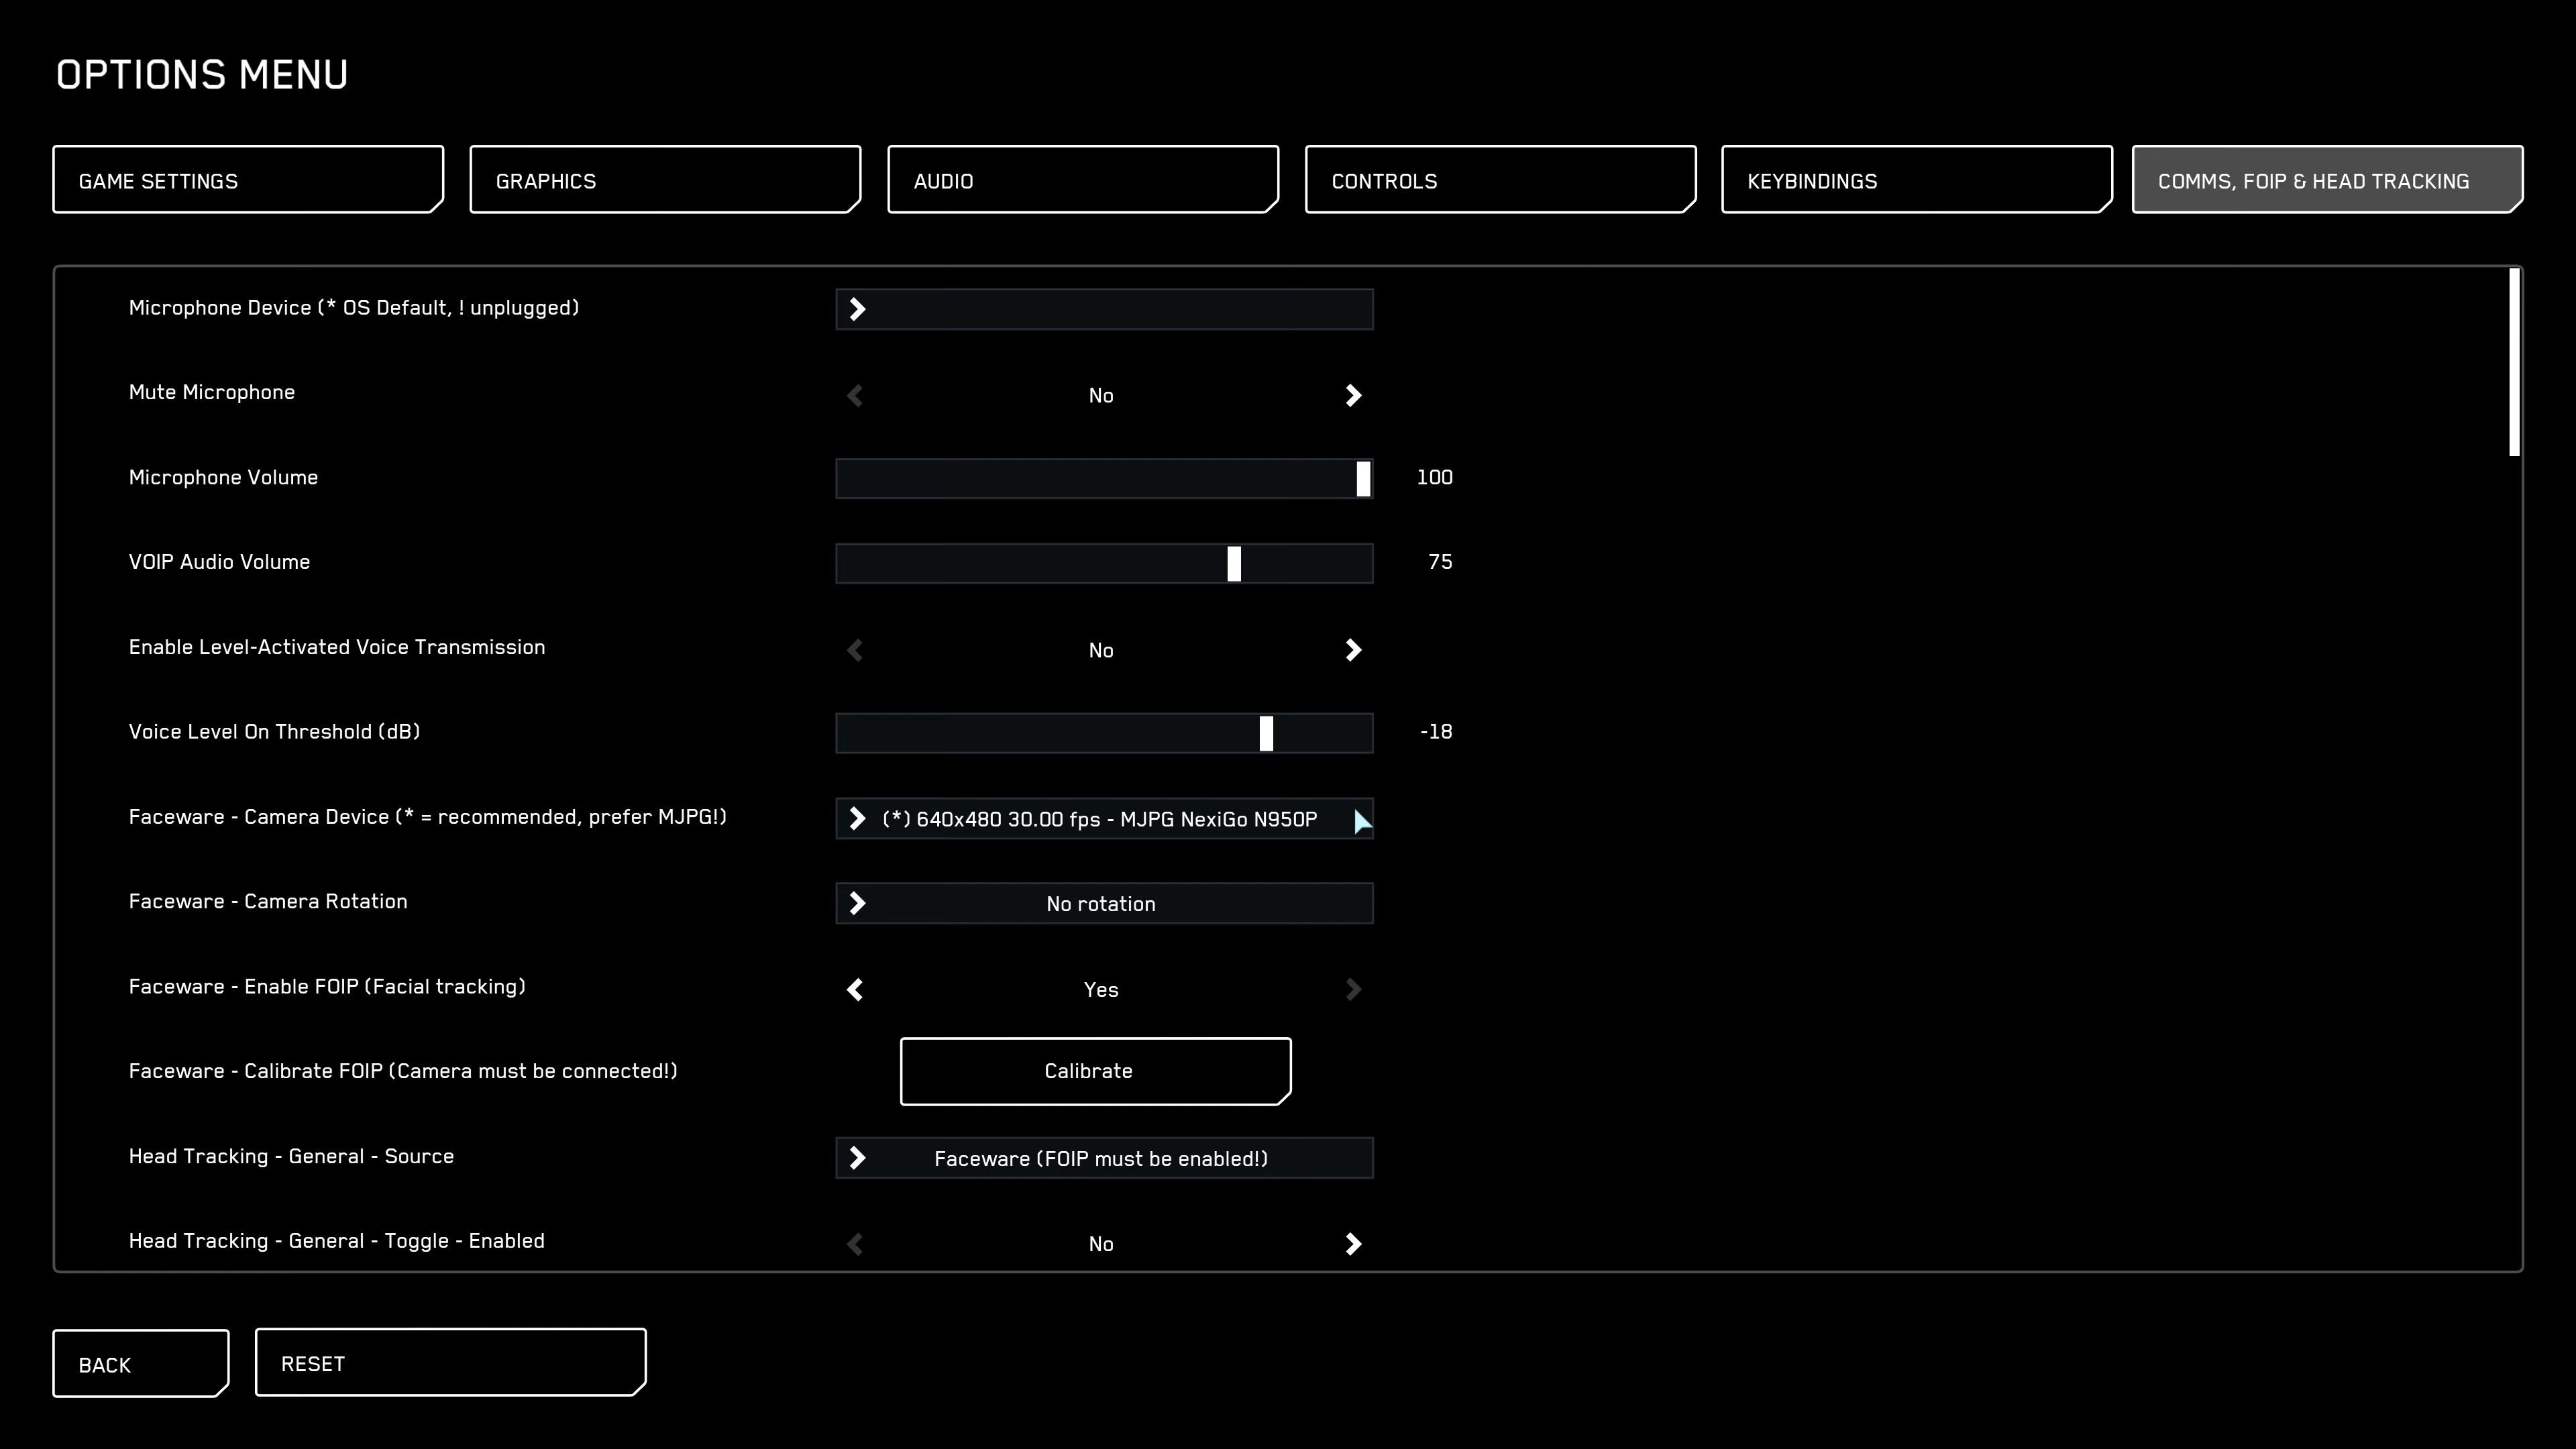 OPTIONS MENU
GAME SETTINGS
GRAPHICS
AUDIO
CONTROLS
KEYBINDINGS
COMMS, FOIP & HEAD TRACKING
Microphone Device (* OS Default, ! unplugged)
Mute Microphone
No
Microphone Volume
100
VOIP Audio Volume
75
Enable Level-Activated Voice Transmission
No
Voice Level On Threshold (dB)
-18
Faceware - Camera Device (* = recommended, prefer MJPG!)
(*) 640x480 30.00 fps - MJPG NexiGo N950P
Faceware - Camera Rotation
No rotation
Faceware - Enable FOIP (Facial tracking)
Yes
Faceware - Calibrate FOIP (Camera must be connected!)
Calibrate
Head Tracking - General - Source
Faceware (FOIP must be enabled!)
Head Tracking - General - Toggle - Enabled
No
BACK
RESET